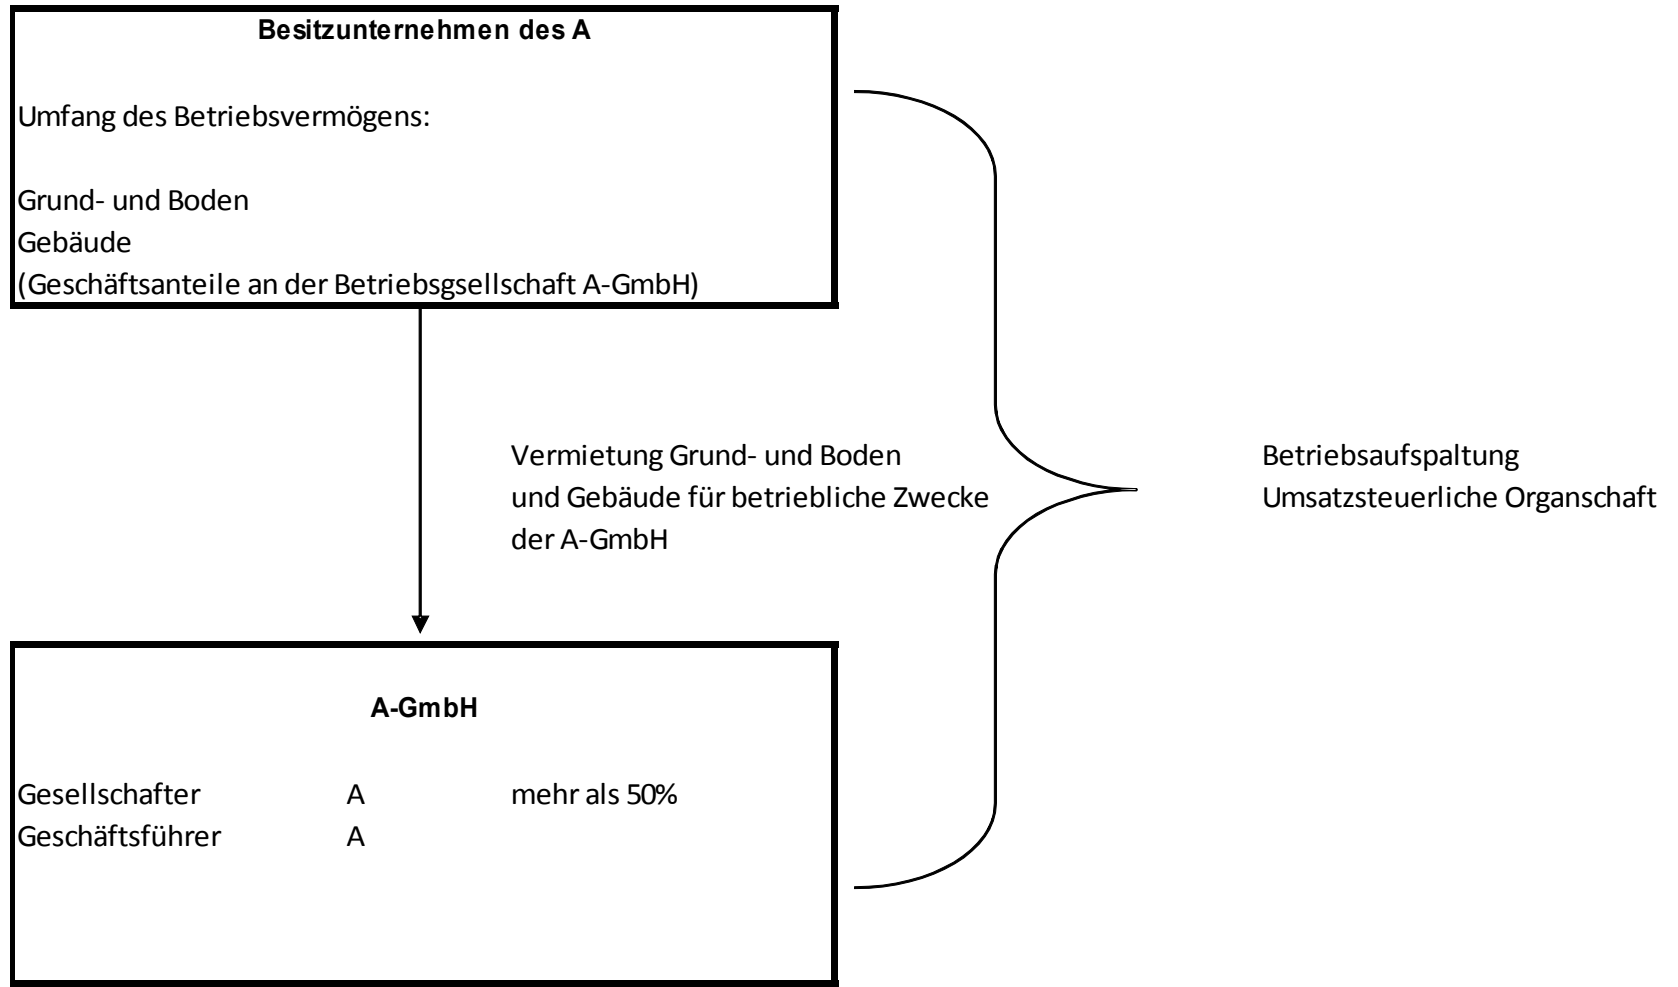 Besitzunternehmen des A
Umfang des Betriebsvermögens:
Grund- und Boden
Gebäude
(Geschäftsanteile an der Betriebsgsellschaft A-GmbH)
Vermietung Grund- und Boden
und Gebäude für betriebliche Zwecke
der A-GmbH
Betriebsaufspaltung
Umsatzsteuerliche Organschaft
A-GmbH
Gesellschafter A mehr als 50%
Geschäftsführer A